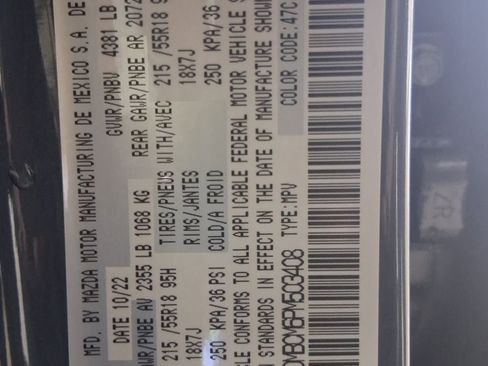 MFD. BY MAZDA MOTOR MANUFACTURING DE MEXICO S.A. DE
DATE 10/22 GVWR/PNBV 4381 LB
GAWR/PNBE AV 2355 LB 1068 KG REAR GAWR/PNBE AR 2072
215 /55R18 95H TIRES/PNEUS WITH/AVEC 215 /55R18 9
18X7J RIMS/JANTES 18X7J
250 KPA/36 PSI COLD/A FROID 250 KPA/36
CLE CONFORMS TO ALL APPLICABLE FEDERAL MOTOR VEHICLE S
N STANDARDS IN EFFECT ON THE DATE OF MANUFACTURE SHOWN
TYPE:MPV COLOR CODE:47C